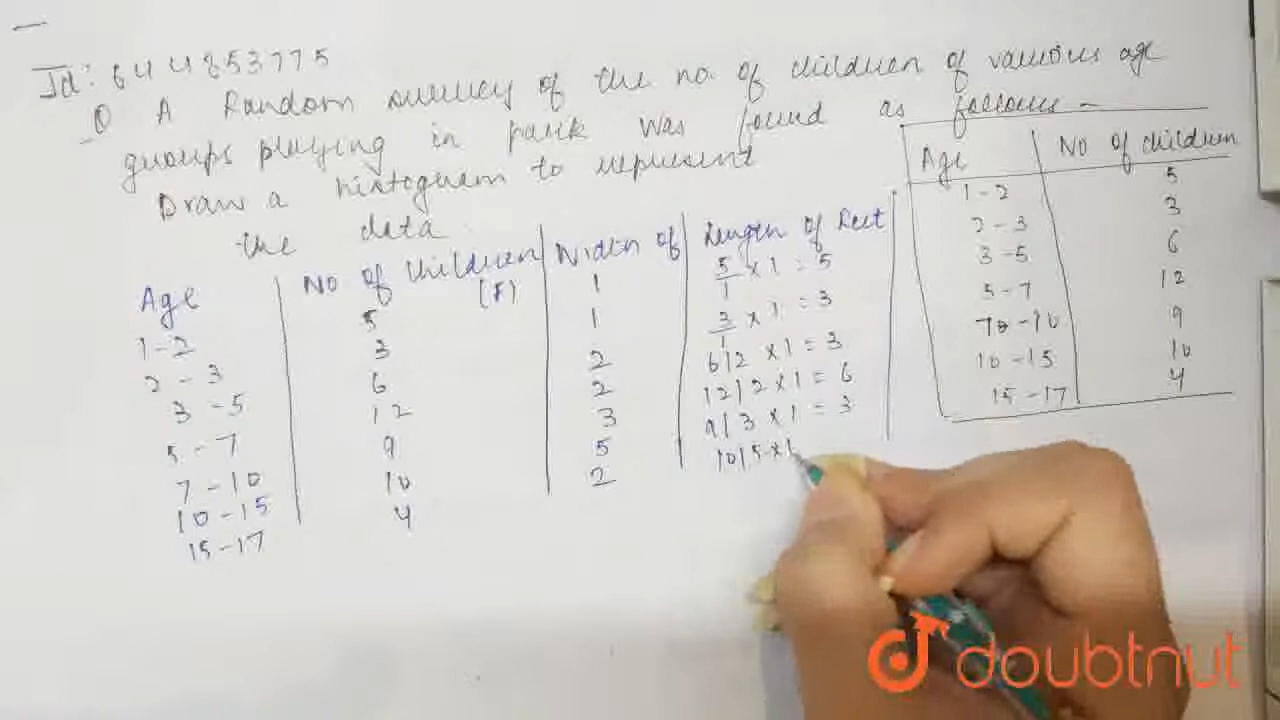 Id: 644853775
Q A Random survey of the no. of children of various age
groups playing in park was found as follows -
Draw a histogram to represent
the data.
Age | No of children
1-2 5
2-3 3
3-5 6
5-7 12
7-10 9
10-15 10
15-17 4
Age | No of children (F) | Width of | Length of Rect
1-2 5 1 5/1 x 1 = 5
2-3 3 1 3/1 x 1 = 3
3-5 6 2 6/2 x 1 = 3
5-7 12 2 12/2 x 1 = 6
7-10 9 3 9/3 x 1 = 3
10-15 10 5 10/5 x 1
15-17 4 2
doubtnut